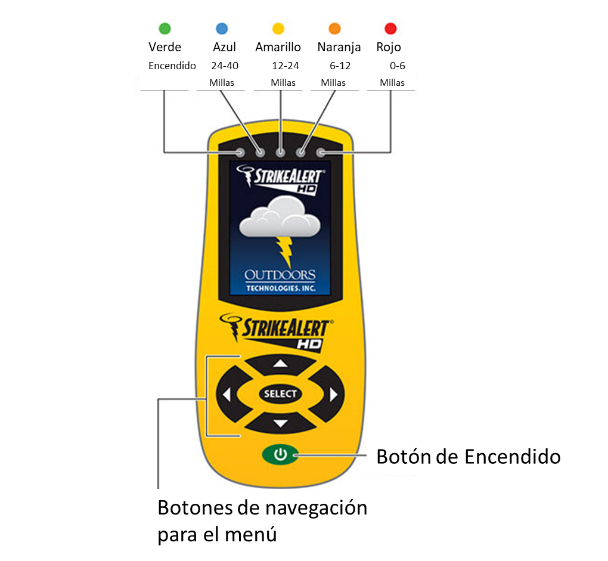 Verde Azul Amarillo Naranja Rojo
Encendido 24-40 12-24 6-12 0-6
Millas Millas Millas Millas
STRIKEALERT®
HD
OUTDOORS
TECHNOLOGIES, INC.
STRIKEALERT®
HD
SELECT
Botón de Encendido
Botones de navegación
para el menú